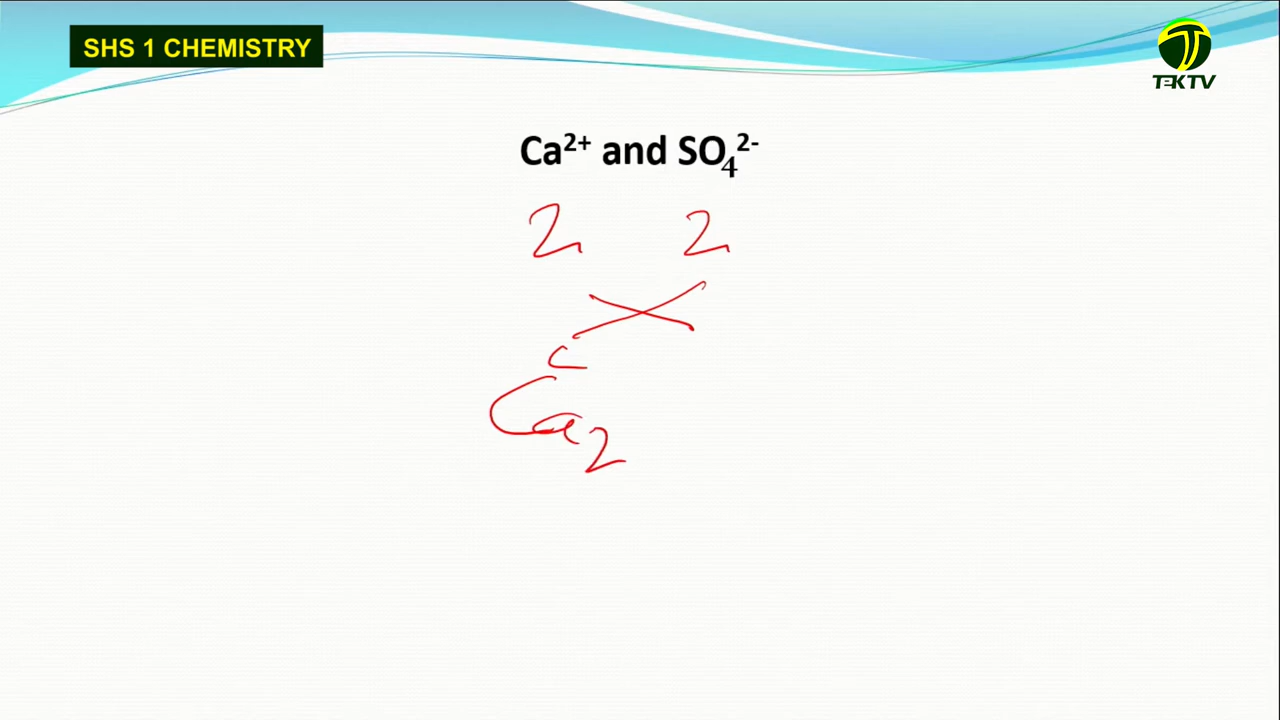 SHS 1 CHEMISTRY
TEKTV
Ca²⁺ and SO₄²⁻
2 2
C
Ca₂